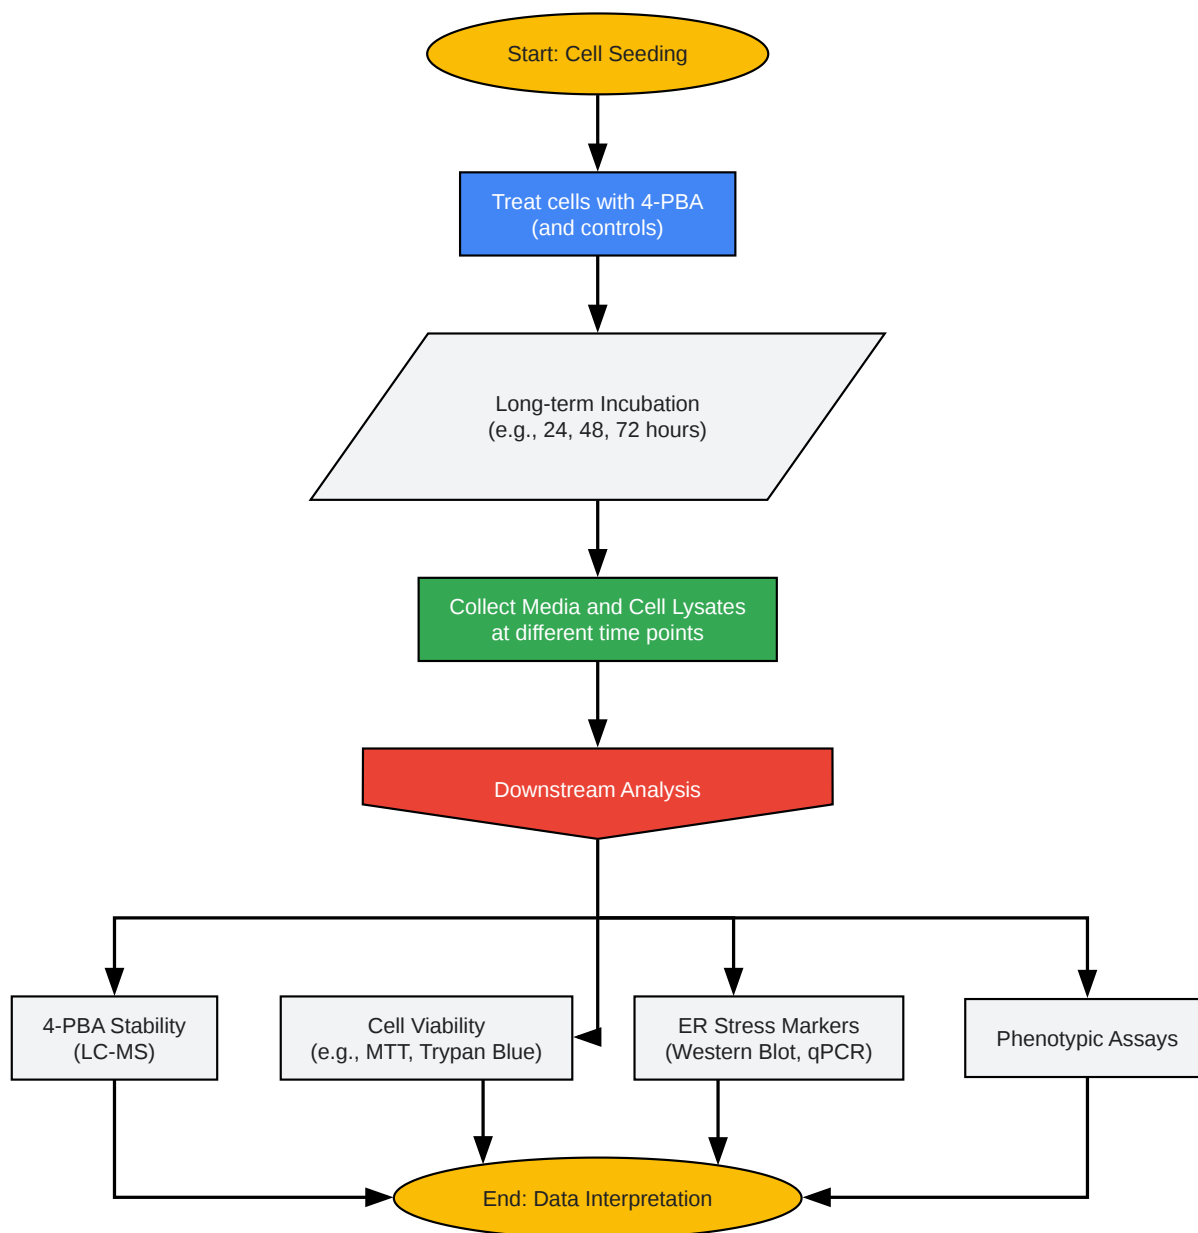 Start: Cell Seeding
Treat cells with 4-PBA
(and controls)
Long-term Incubation
(e.g., 24, 48, 72 hours)
Collect Media and Cell Lysates
at different time points
Downstream Analysis
4-PBA Stability
(LC-MS)
Cell Viability
(e.g., MTT, Trypan Blue)
ER Stress Markers
(Western Blot, qPCR)
Phenotypic Assays
End: Data Interpretation